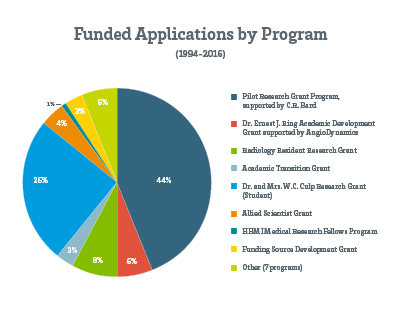 Funded Applications by Program
(1994-2016)
1%
3%
6%
4%
44%
25%
3%
8%
6%
Pilot Research Grant Program,
supported by C.R. Bard
Dr. Ernest J. Ring Academic Development
Grant supported by AngioDynamics
Radiology Resident Research Grant
Academic Transition Grant
Dr. and Mrs. W.C. Culp Research Grant
(Student)
Allied Scientist Grant
HHMI Medical Research Fellows Program
Funding Source Development Grant
Other (7 programs)